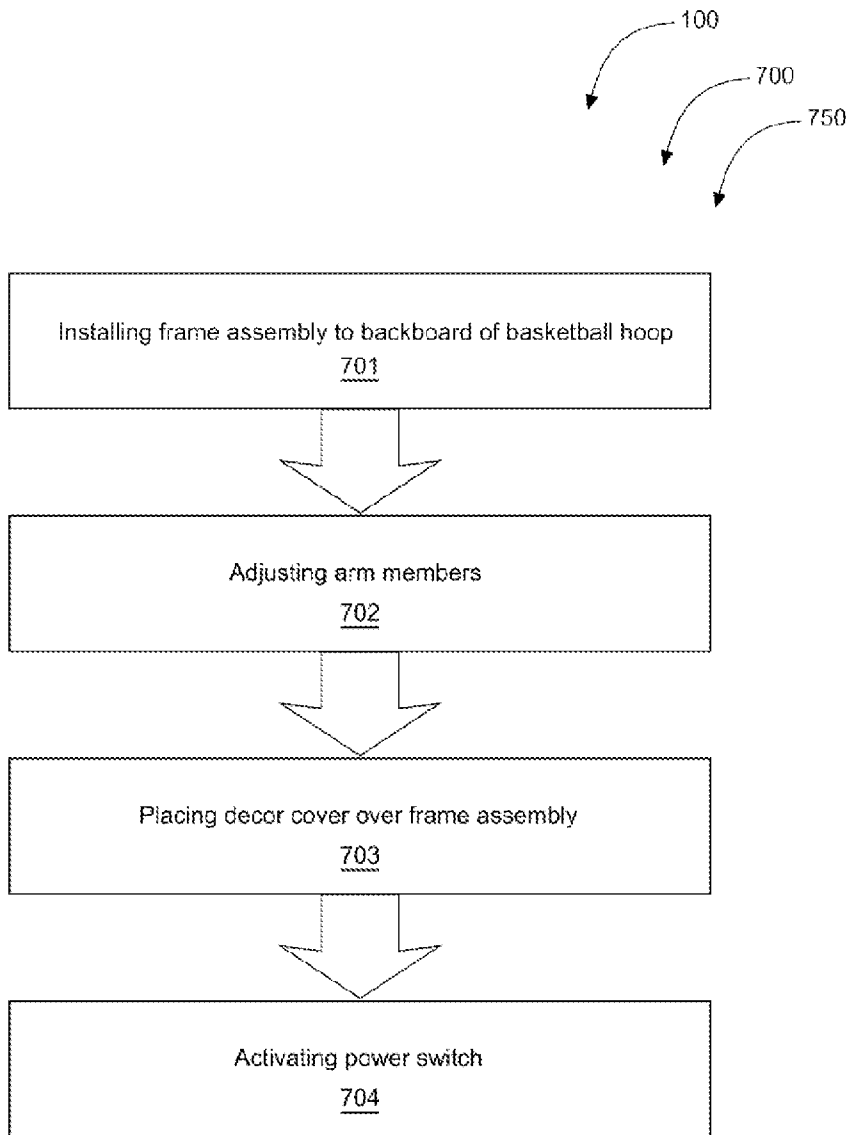 100
700
750
Installing frame assembly to backboard of basketball hoop
701
Adjusting arm members
702
Placing decor cover over frame assembly
703
Activating power switch
704